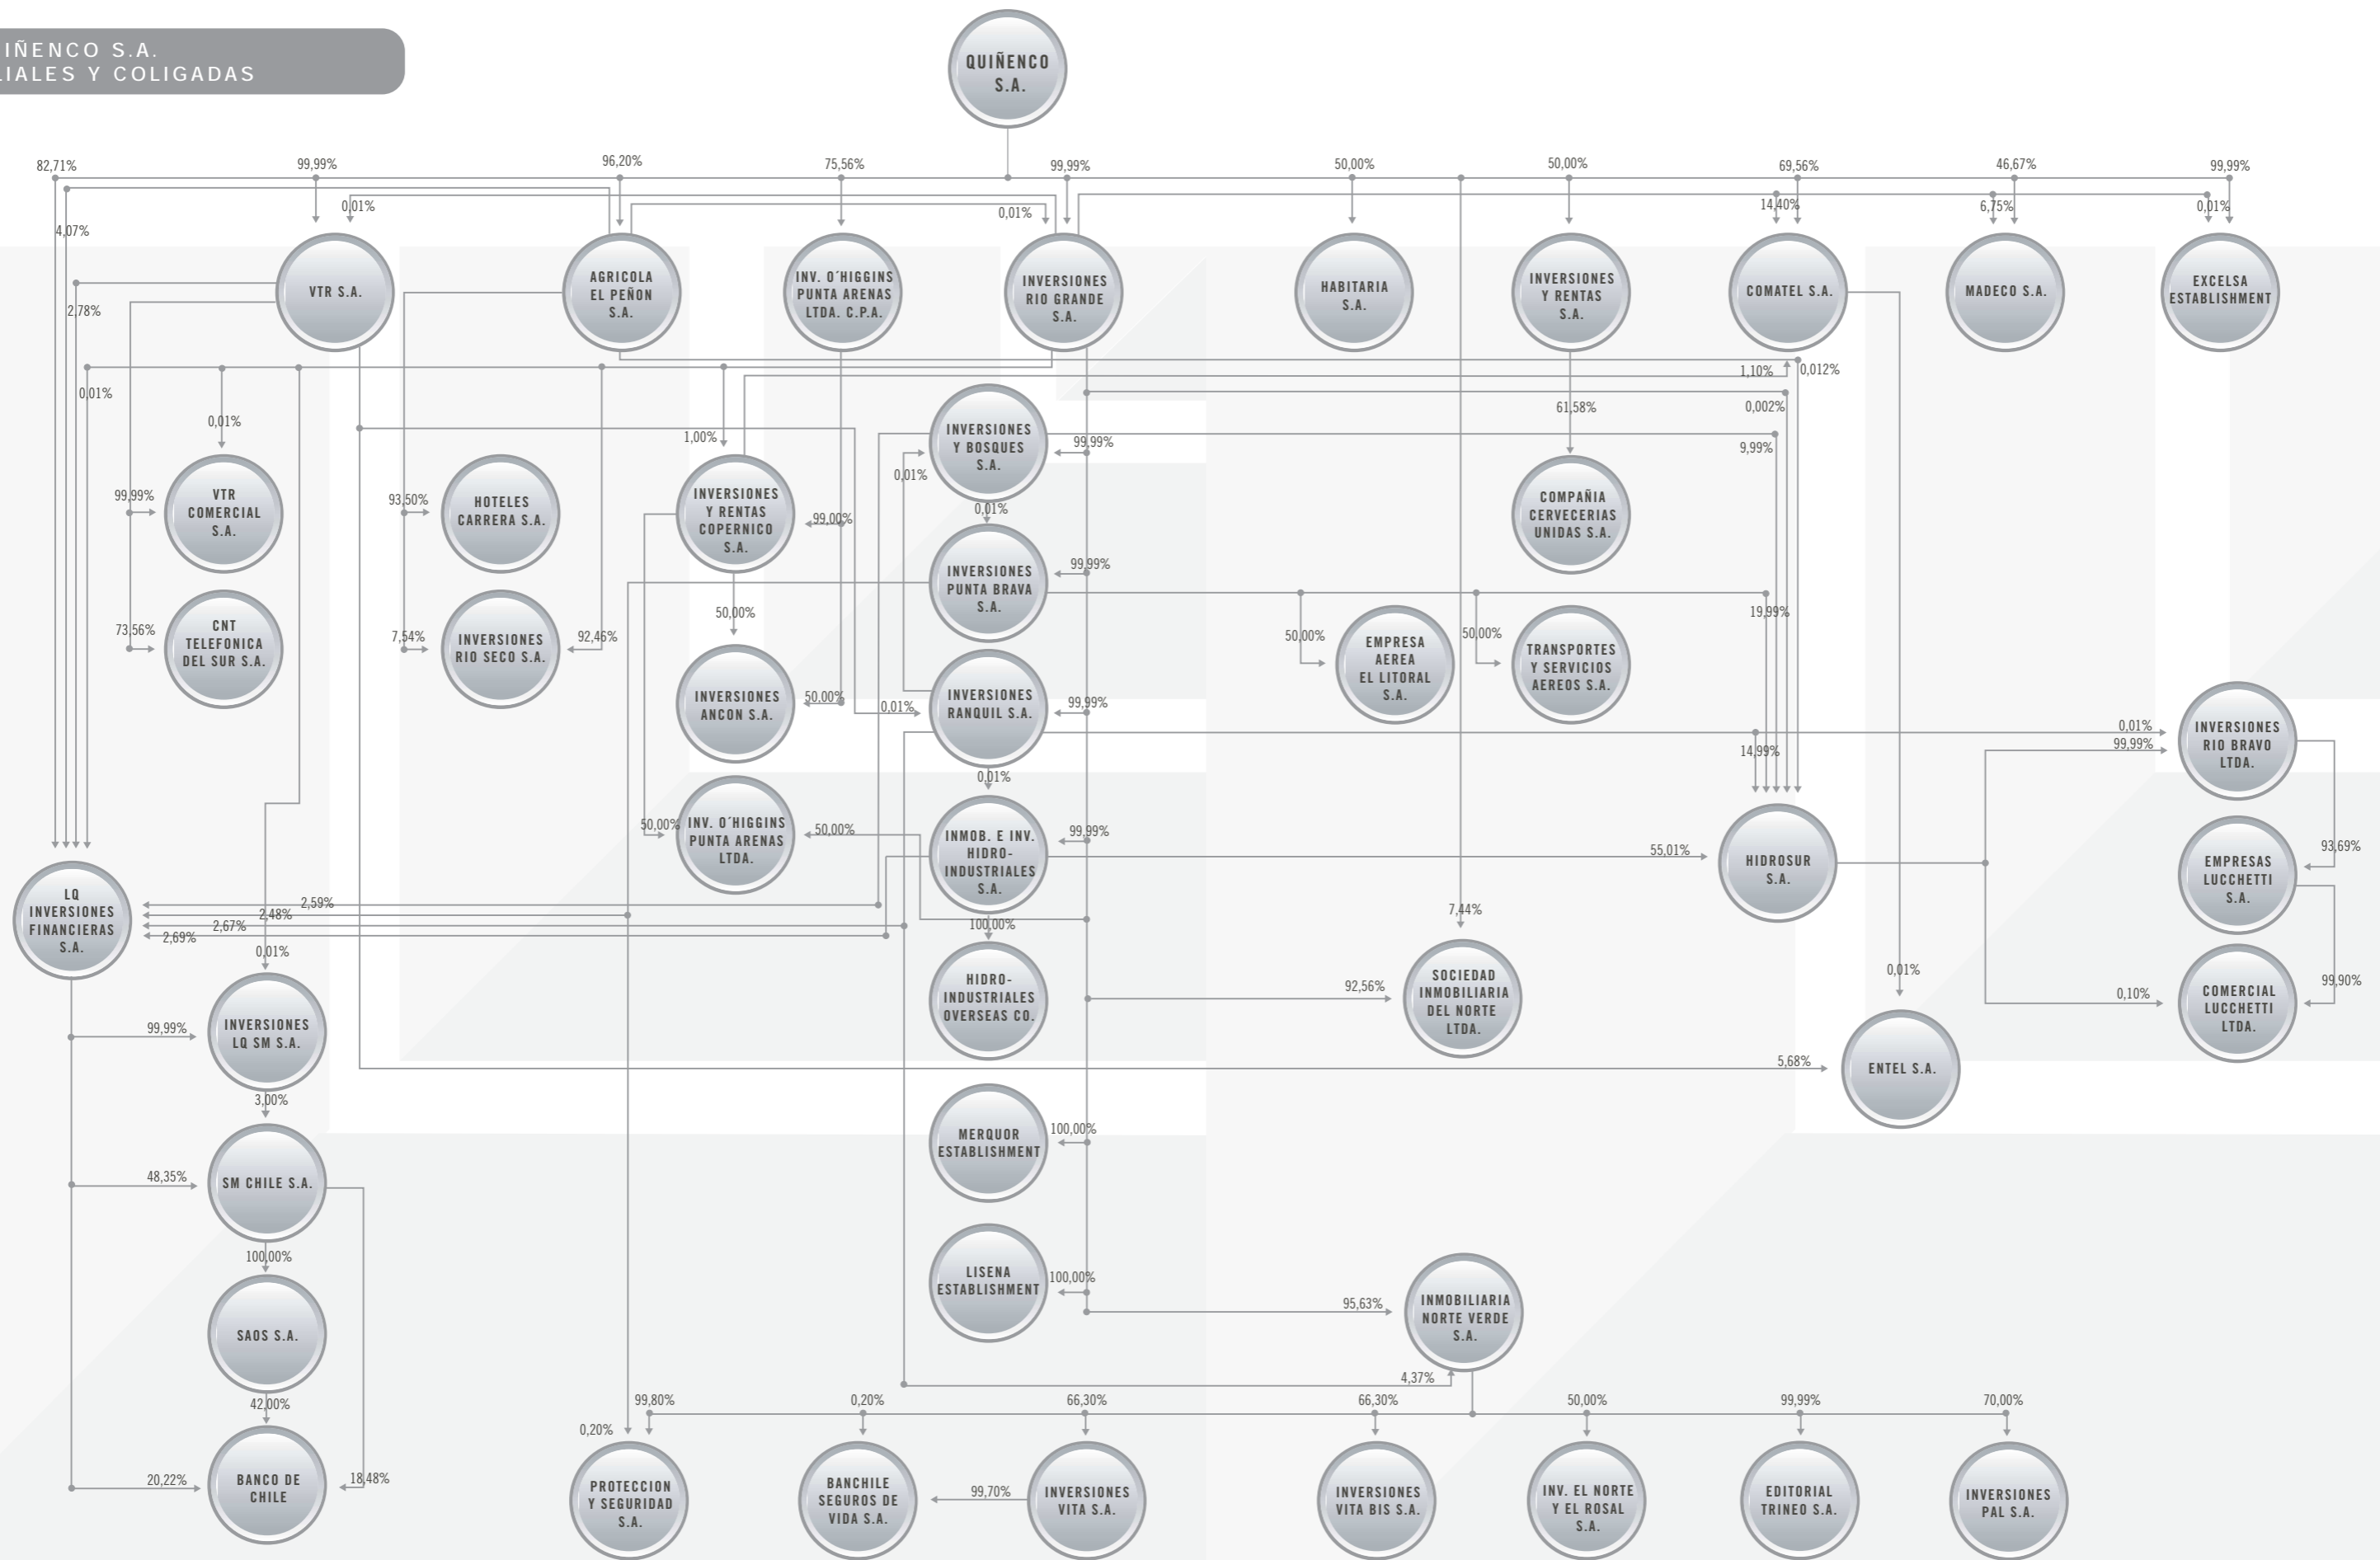 IÑENCO S.A.
LIALES Y COLIGADAS
QUIÑENCO
S.A.
82,71%
99,99%
96,20%
75,56%
99,99%
50,00%
50,00%
69,56%
46,67%
99,99%
4,07%
0,01%
0,01%
14,40%
6,75%
0,01%
2,78%
VTR S.A.
AGRICOLA
EL PEÑON
S.A.
INV. O´HIGGINS
PUNTA ARENAS
LTDA. C.P.A.
INVERSIONES
RIO GRANDE
S.A.
HABITARIA
S.A.
INVERSIONES
Y RENTAS
S.A.
COMATEL S.A.
MADECO S.A.
EXCELSA
ESTABLISHMENT
0,01%
0,01%
1,00%
1,10%
0,012%
0,002%
61,58%
9,99%
INVERSIONES
Y BOSQUES
S.A.
99,99%
0,01%
0,01%
99,99%
VTR
COMERCIAL
S.A.
93,50%
HOTELES
CARRERA S.A.
INVERSIONES
Y RENTAS
COPERNICO
S.A.
99,00%
COMPAÑIA
CERVECERIAS
UNIDAS S.A.
INVERSIONES
PUNTA BRAVA
S.A.
99,99%
73,56%
CNT
TELEFONICA
DEL SUR S.A.
7,54%
INVERSIONES
RIO SECO S.A.
92,46%
50,00%
50,00%
EMPRESA
AEREA
EL LITORAL
S.A.
50,00%
TRANSPORTES
Y SERVICIOS
AEREOS S.A.
19,99%
INVERSIONES
ANCON S.A.
50,00%
0,01%
INVERSIONES
RANQUIL S.A.
99,99%
14,99%
0,01%
99,99%
INVERSIONES
RIO BRAVO
LTDA.
0,01%
50,00%
INV. O´HIGGINS
PUNTA ARENAS
LTDA.
50,00%
INMOB. E INV.
HIDRO-
INDUSTRIALES
S.A.
99,99%
55,01%
HIDROSUR
S.A.
93,69%
EMPRESAS
LUCCHETTI
S.A.
LQ
INVERSIONES
FINANCIERAS
S.A.
2,59%
2,48%
2,67%
2,69%
100,00%
7,44%
0,01%
HIDRO-
INDUSTRIALES
OVERSEAS CO.
92,56%
SOCIEDAD
INMOBILIARIA
DEL NORTE
LTDA.
0,01%
0,10%
COMERCIAL
LUCCHETTI
LTDA.
99,90%
99,99%
INVERSIONES
LQ SM S.A.
5,68%
ENTEL S.A.
3,00%
MERQUOR
ESTABLISHMENT
100,00%
48,35%
SM CHILE S.A.
100,00%
LISENA
ESTABLISHMENT
100,00%
95,63%
INMOBILIARIA
NORTE VERDE
S.A.
SAOS S.A.
4,37%
42,00%
99,80%
0,20%
66,30%
66,30%
50,00%
99,99%
70,00%
0,20%
20,22%
BANCO DE
CHILE
18,48%
PROTECCION
Y SEGURIDAD
S.A.
BANCHILE
SEGUROS DE
VIDA S.A.
99,70%
INVERSIONES
VITA S.A.
INVERSIONES
VITA BIS S.A.
INV. EL NORTE
Y EL ROSAL
S.A.
EDITORIAL
TRINEO S.A.
INVERSIONES
PAL S.A.